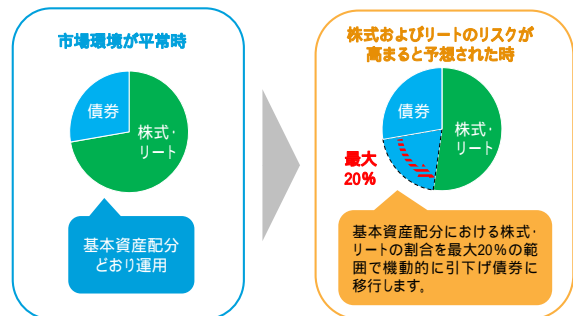 市場環境が平常時
債券
株式・
リート
基本資産配分
どおり運用
株式およびリートのリスクが
高まると予想された時
債券
株式・
リート
最大
20%
基本資産配分における株式・
リートの割合を最大20%の範
囲で機動的に引下げ債券に
移行します。